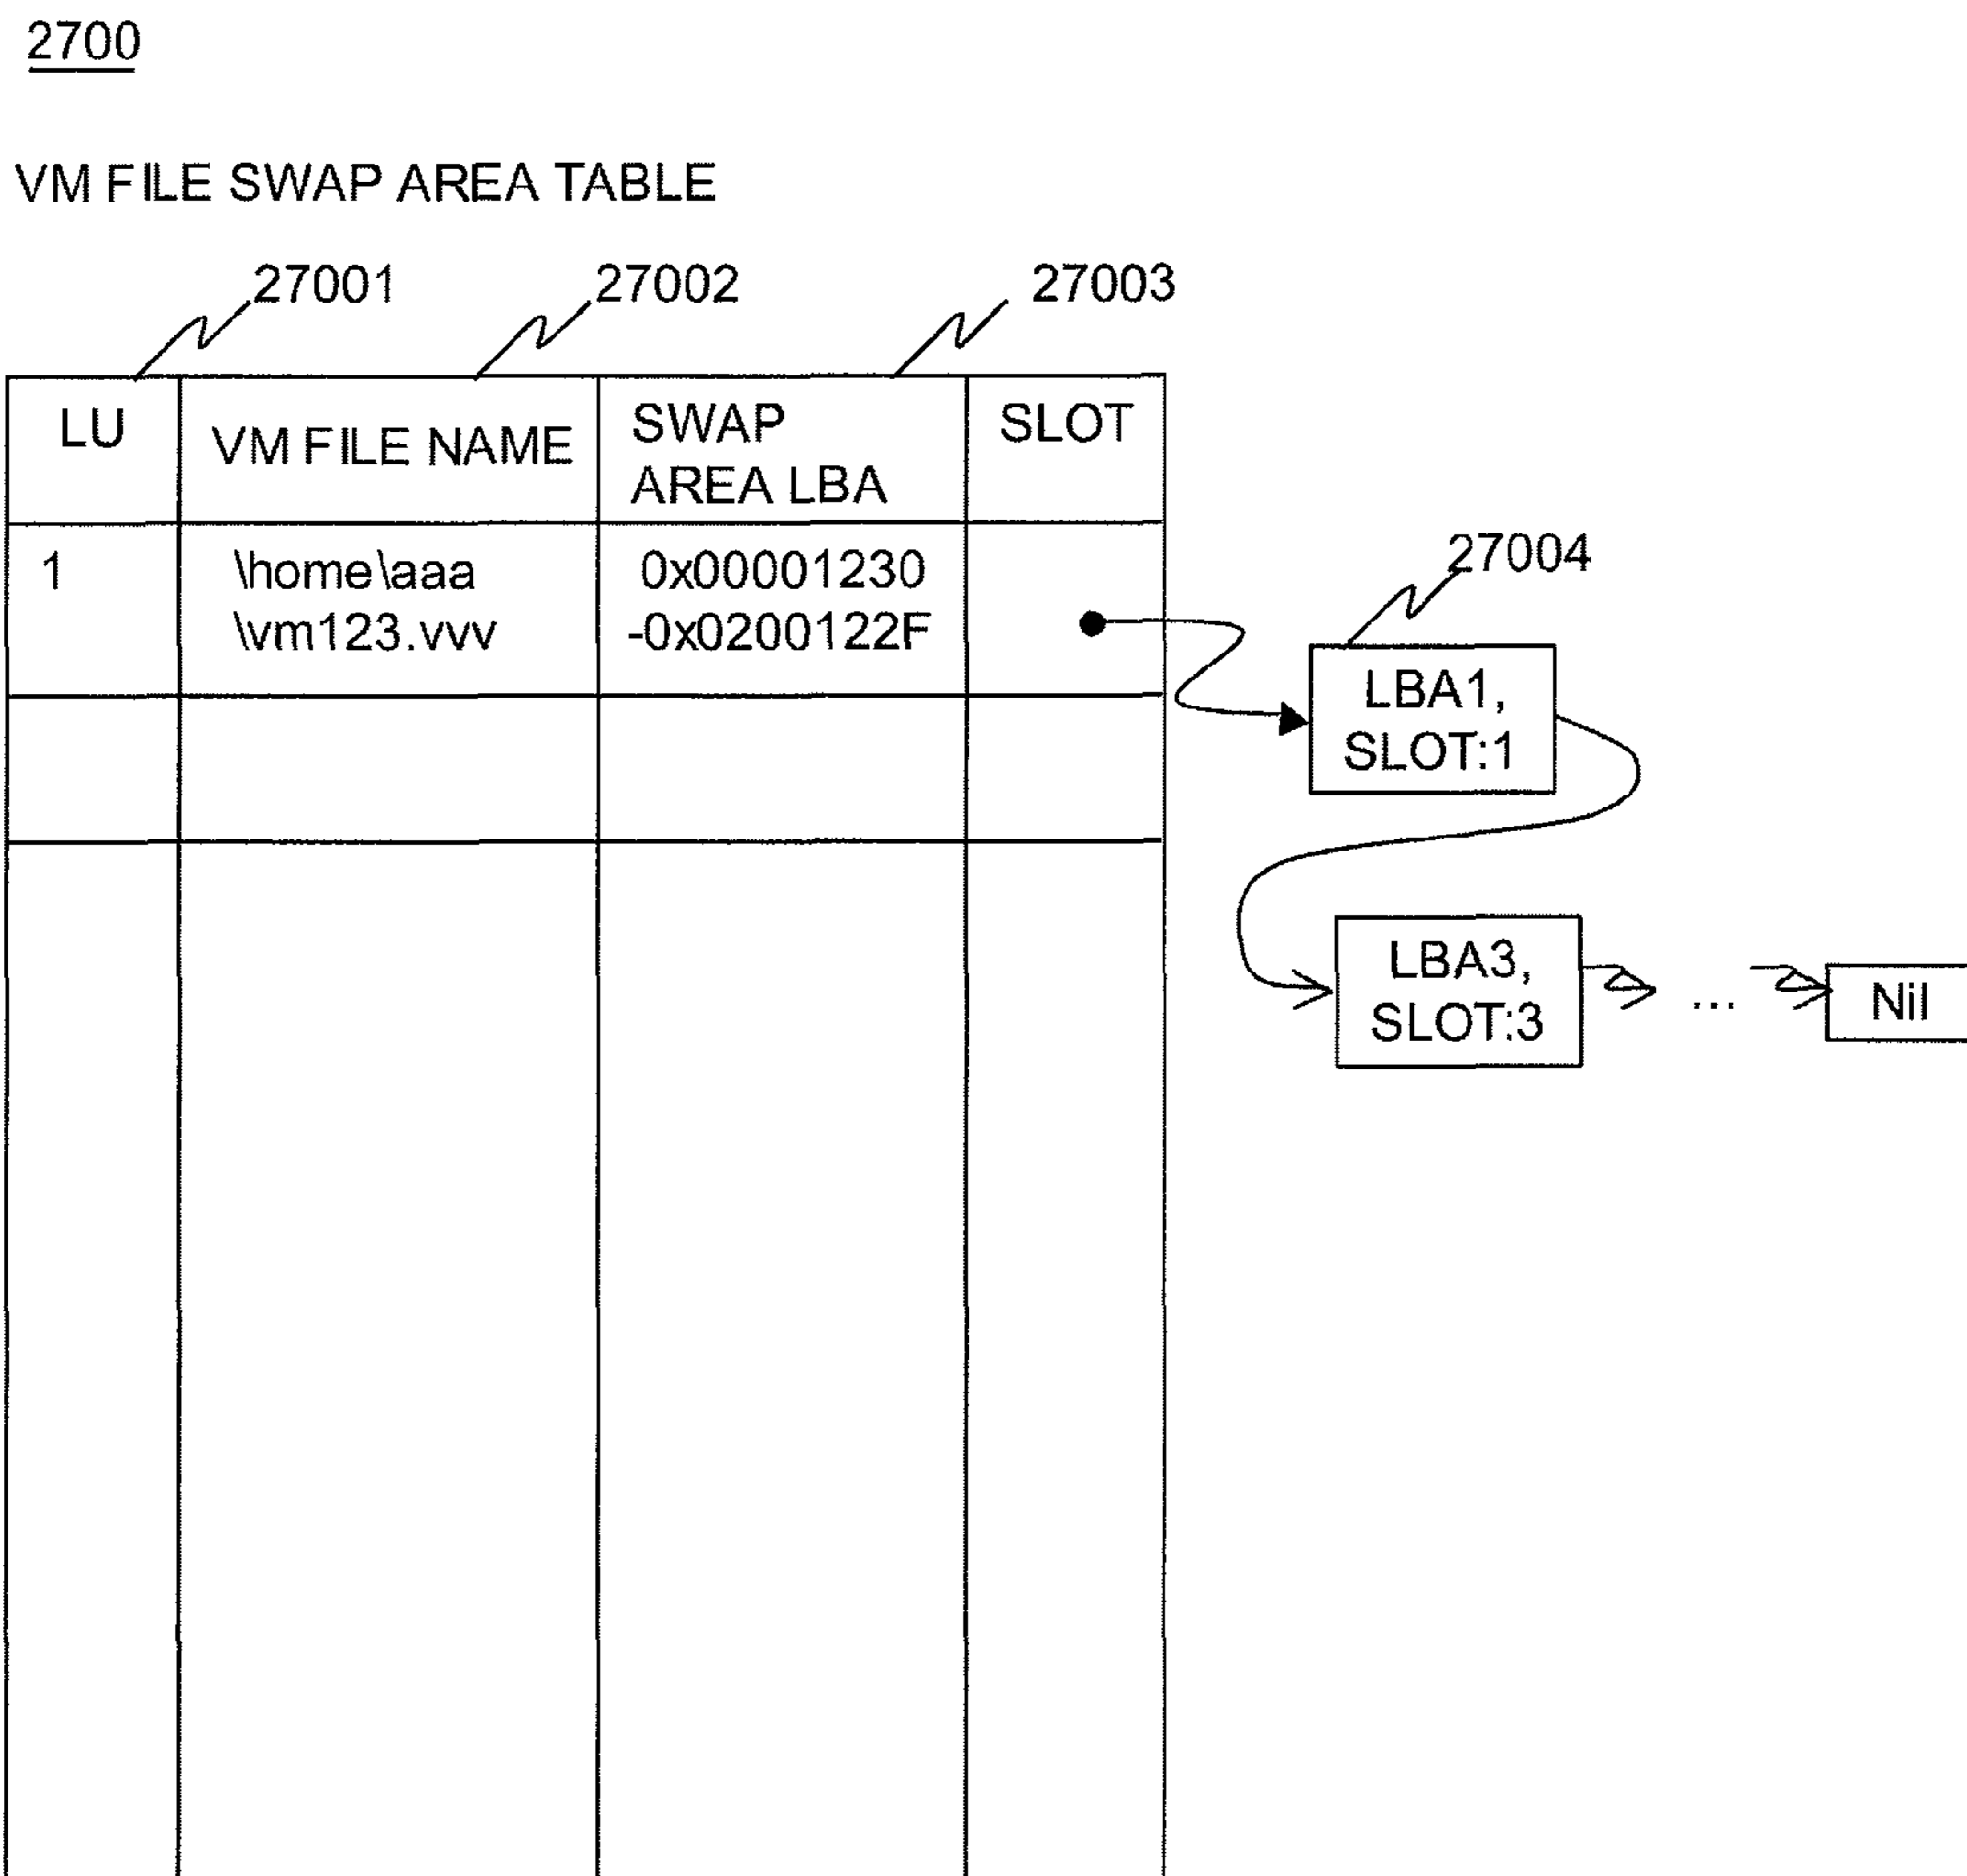 2700
VM FILE SWAP AREA TABLE
27001
27002
27003
LU
VM FILE NAME
SWAP
AREA LBA
SLOT
1
\home\aaa
\vm123.vvv
0x00001230
-0x0200122F
27004
LBA1,
SLOT:1
LBA3,
SLOT:3
...
Nil